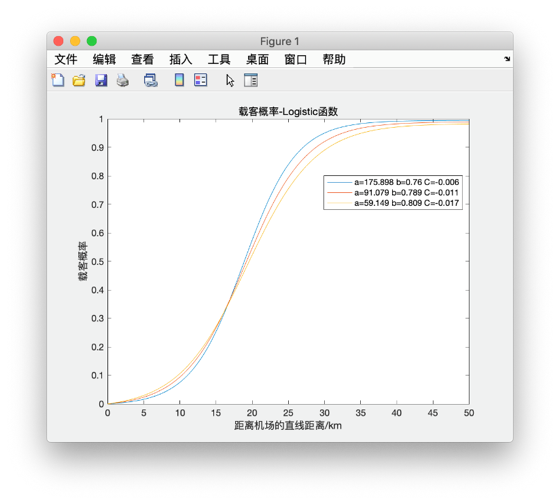 Figure 1
文件 编辑 查看 插入 工具 桌面 窗口 帮助
载客概率-Logistic函数
1
0.9
0.8
0.7
0.6
0.5
0.4
0.3
0.2
0.1
0
载客概率
a=175.898 b=0.76 C=-0.006
a=91.079 b=0.789 C=-0.011
a=59.149 b=0.809 C=-0.017
0 5 10 15 20 25 30 35 40 45 50
距离机场的直线距离/km